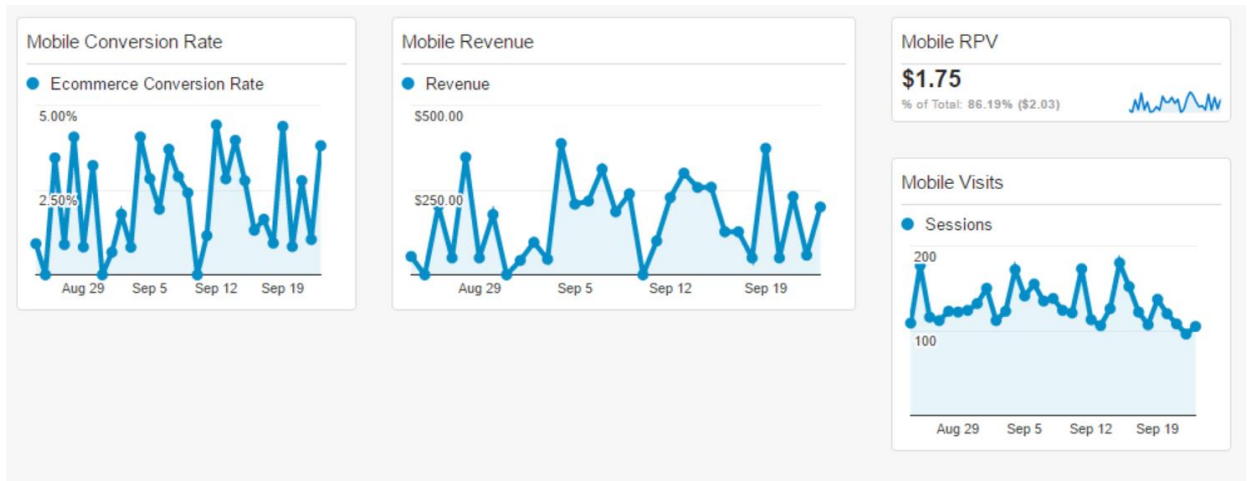 Mobile Conversion Rate
Ecommerce Conversion Rate
5.00%
2.50%
Aug 29 Sep 5 Sep 12 Sep 19
Mobile Revenue
Revenue
$500.00
$250.00
Aug 29 Sep 5 Sep 12 Sep 19
Mobile RPV
$1.75
% of Total: 86.19% ($2.03)
Mobile Visits
Sessions
200
100
Aug 29 Sep 5 Sep 12 Sep 19